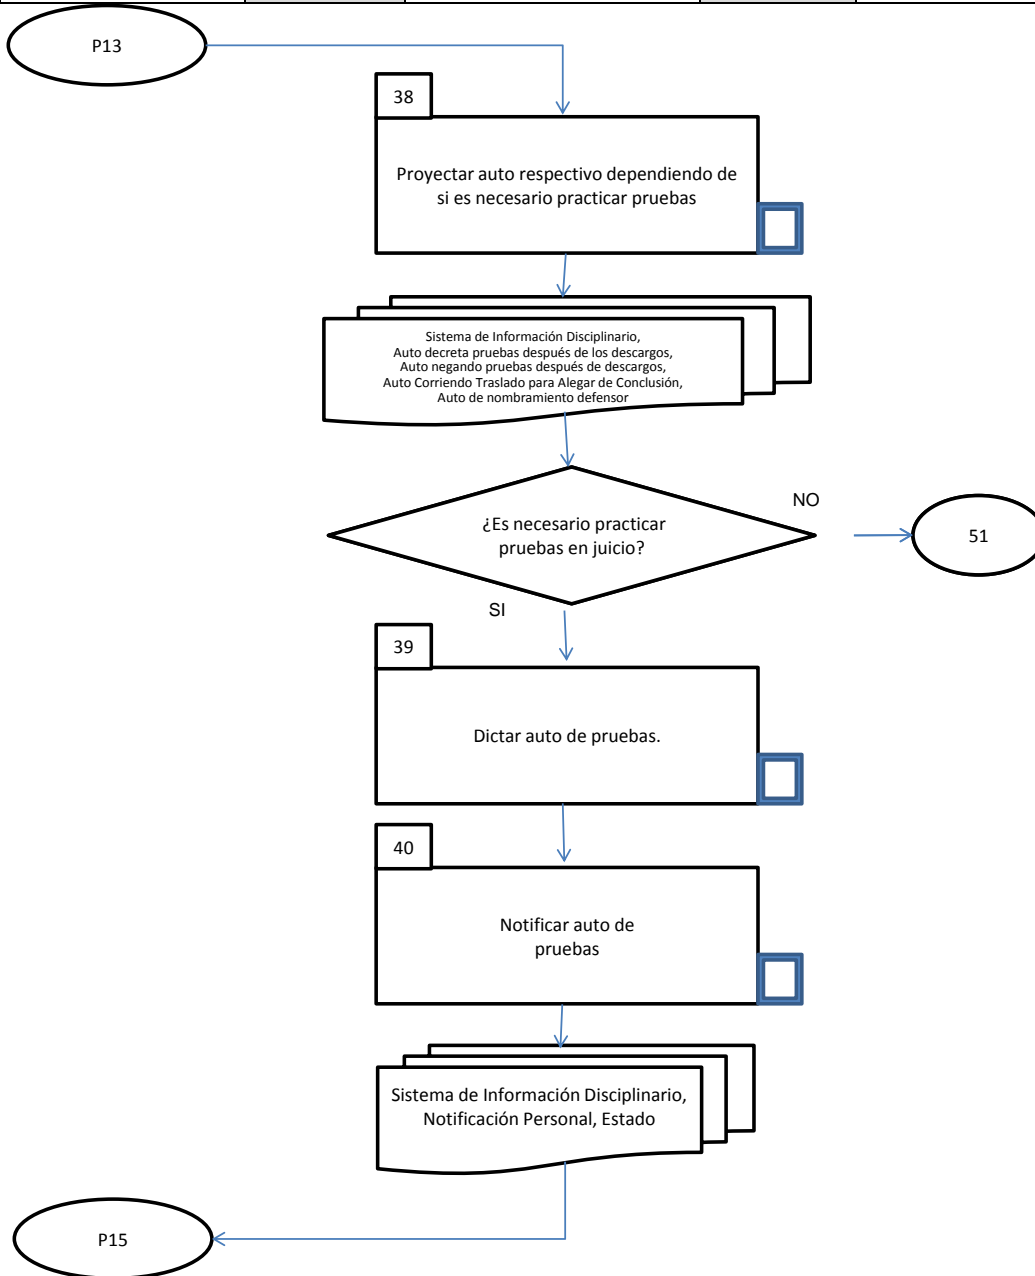 P13
38
Proyectar auto respectivo dependiendo de
si es necesario practicar pruebas
Sistema de Información Disciplinario,
Auto decreta pruebas después de los descargos,
Auto negando pruebas después de descargos,
Auto Corriendo Traslado para Alegar de Conclusión,
Auto de nombramiento defensor
¿Es necesario practicar
pruebas en juicio?
NO
51
SI
39
Dictar auto de pruebas.
40
Notificar auto de
pruebas
Sistema de Información Disciplinario,
Notificación Personal, Estado
P15